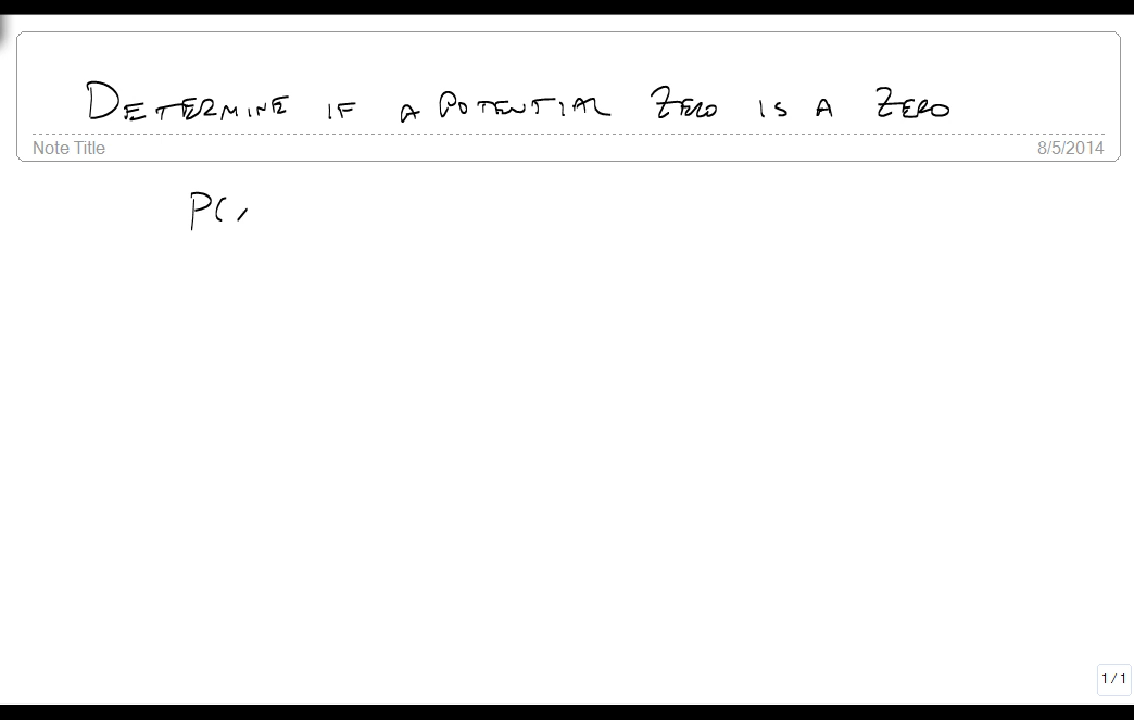 DETERMINE IF A POTENTIAL ZERO IS A ZERO
Note Title
8/5/2014
P(
1/1